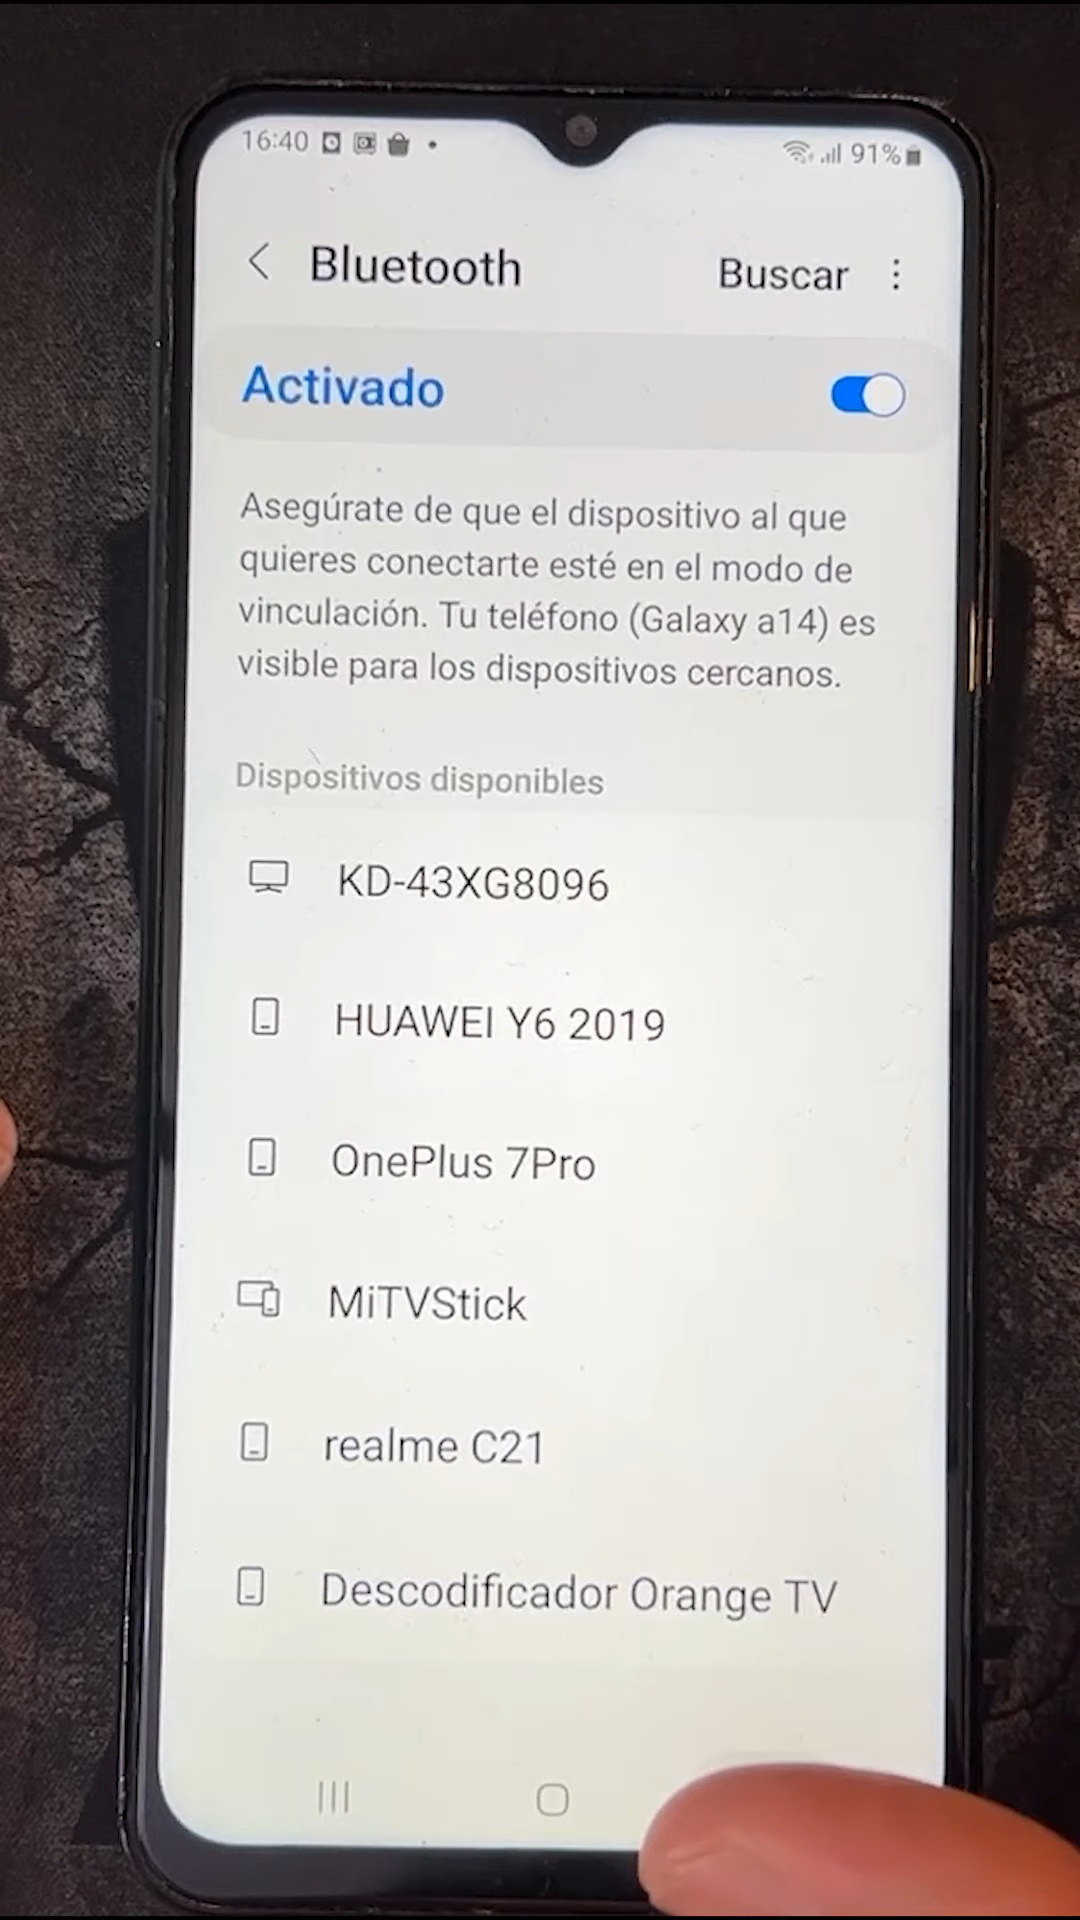 16:40
91%
Bluetooth
Buscar
Activado
Asegúrate de que el dispositivo al que
quieres conectarte esté en el modo de
vinculación. Tu teléfono (Galaxy a14) es
visible para los dispositivos cercanos.
Dispositivos disponibles
KD-43XG8096
HUAWEI Y6 2019
OnePlus 7Pro
MiTVStick
realme C21
Descodificador Orange TV